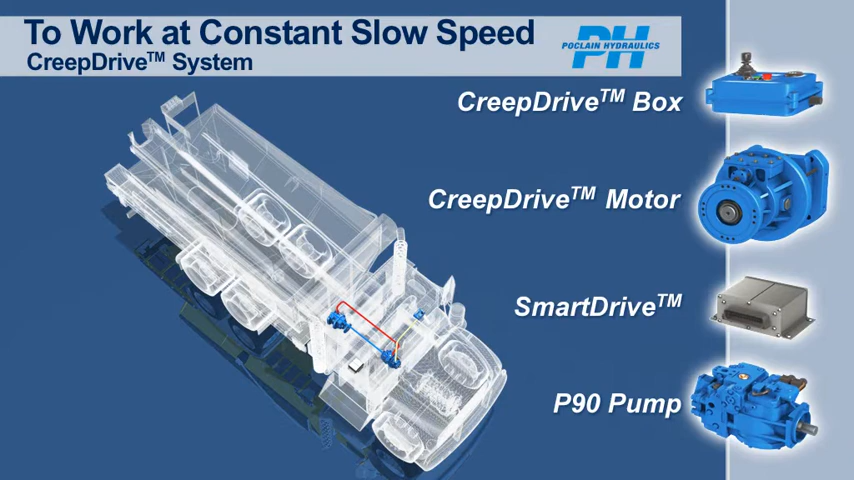 To Work at Constant Slow Speed
CreepDrive™ System
PH
POCLAIN HYDRAULICS
CreepDrive™ Box
CreepDrive™ Motor
SmartDrive™
P90 Pump